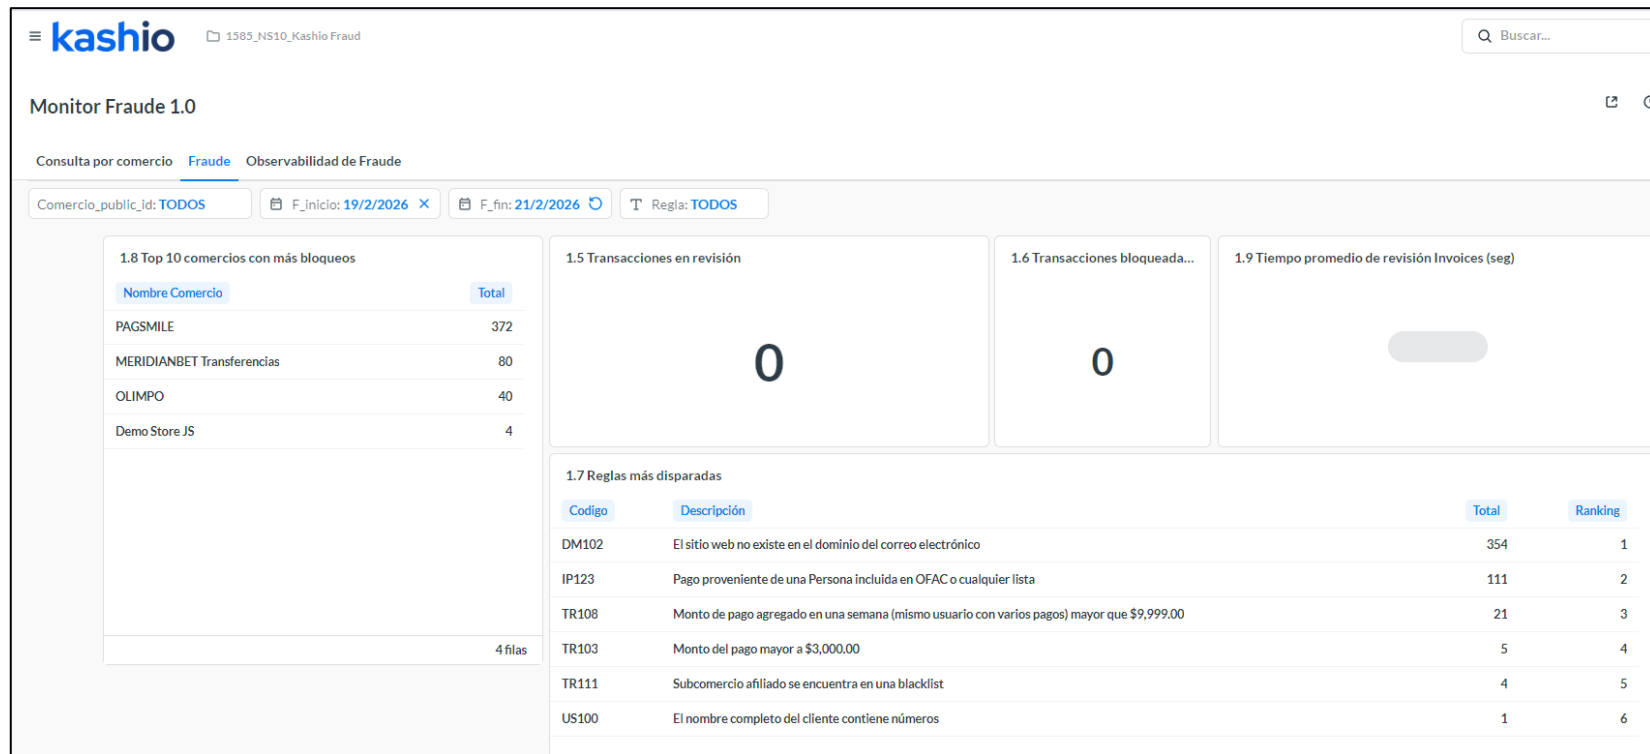 kashio
1585_NS10_Kashio Fraud
Buscar...
Monitor Fraude 1.0
Consulta por comercio Fraude Observabilidad de Fraude
Comercio_public_id: TODOS F_inicio: 19/2/2026 F_fin: 21/2/2026 Regla: TODOS
1.8 Top 10 comercios con más bloqueos
Nombre Comercio Total
PAGSMILE 372
MERIDIANBET Transferencias 80
OLIMPO 40
Demo Store JS 4
4 filas
1.5 Transacciones en revisión
0
1.6 Transacciones bloqueada...
0
1.9 Tiempo promedio de revisión Invoices (seg)
1.7 Reglas más disparadas
Codigo Descripción Total Ranking
DM102 El sitio web no existe en el dominio del correo electrónico 354 1
IP123 Pago proveniente de una Persona incluida en OFAC o cualquier lista 111 2
TR108 Monto de pago agregado en una semana (mismo usuario con varios pagos) mayor que $9,999.00 21 3
TR103 Monto del pago mayor a $3,000.00 5 4
TR111 Subcomercio afiliado se encuentra en una blacklist 4 5
US100 El nombre completo del cliente contiene números 1 6